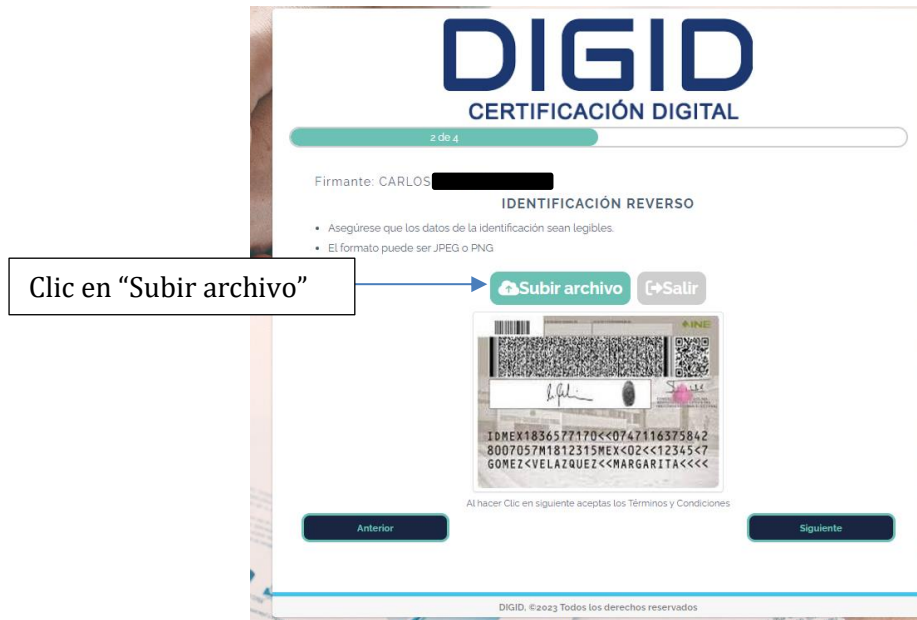 DIGID
CERTIFICACIÓN DIGITAL
2 de 4
Firmante: CARLOS
IDENTIFICACIÓN REVERSO
• Asegúrese que los datos de la identificación sean legibles.
• El formato puede ser JPEG o PNG
Clic en “Subir archivo”
Subir archivo
Salir
INE
IDMEX1836577170<<0747116375842
8007057M1812315MEX<02<<12345<7
GOMEZ<VELAZQUEZ<<MARGARITA<<<<
Al hacer Clic en siguiente aceptas los Términos y Condiciones
Anterior
Siguiente
DIGID, ©2023 Todos los derechos reservados